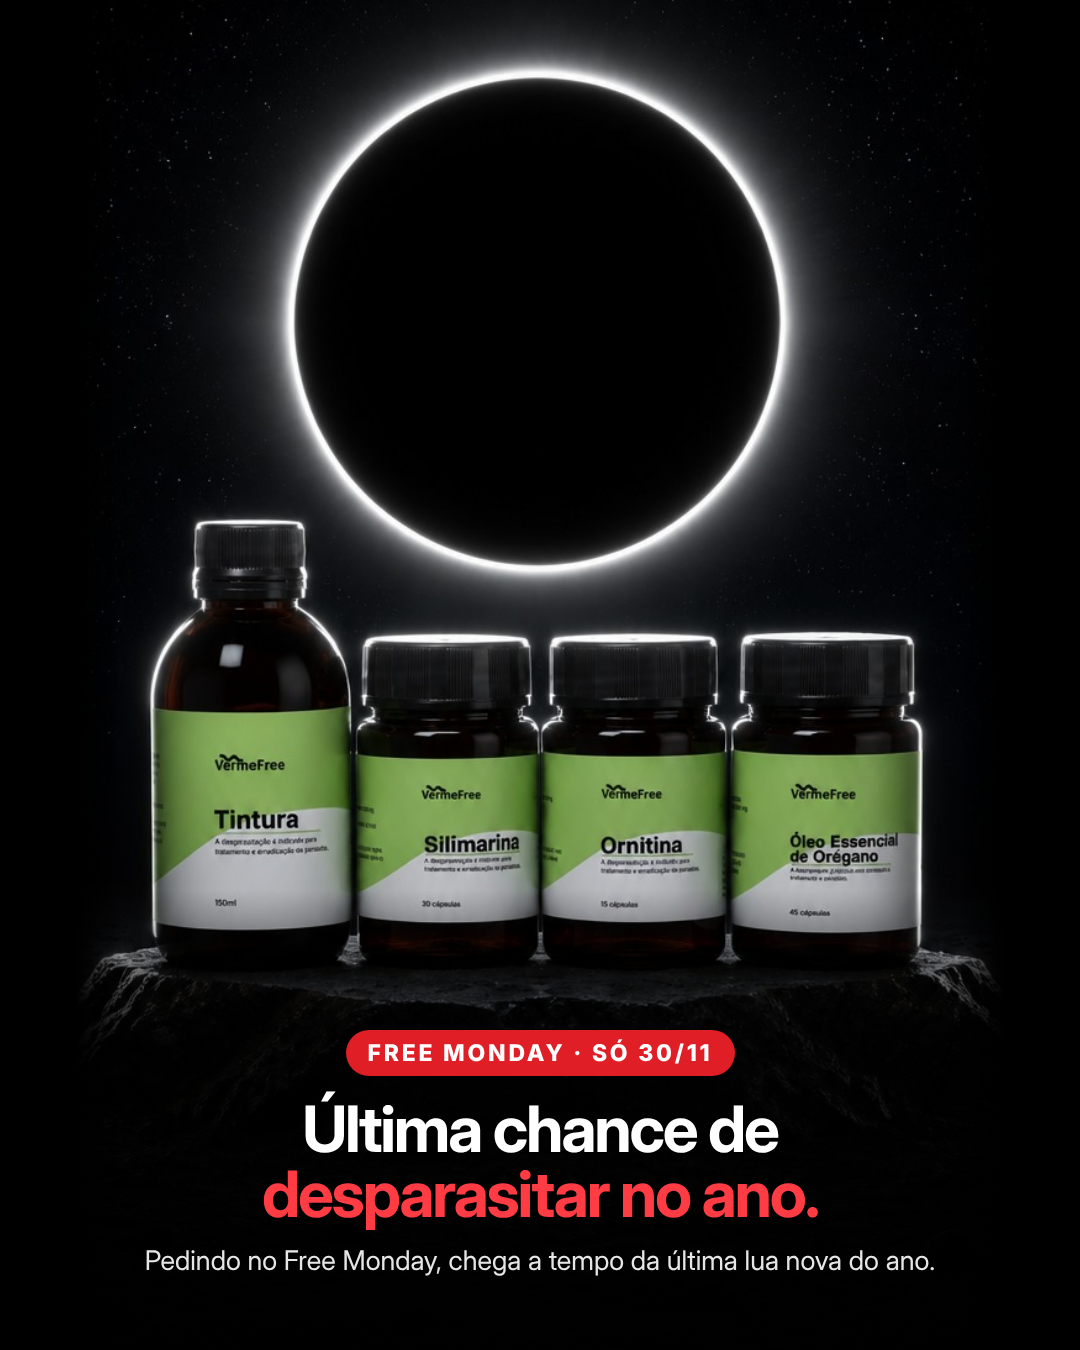 VermeFree
Tintura
150ml
VermeFree
Silimarina
30 cápsulas
VermeFree
Ornitina
15 cápsulas
VermeFree
Óleo Essencial
de Orégano
45 cápsulas
FREE MONDAY · SÓ 30/11
Última chance de
desparasitar no ano.
Pedindo no Free Monday, chega a tempo da última lua nova do ano.